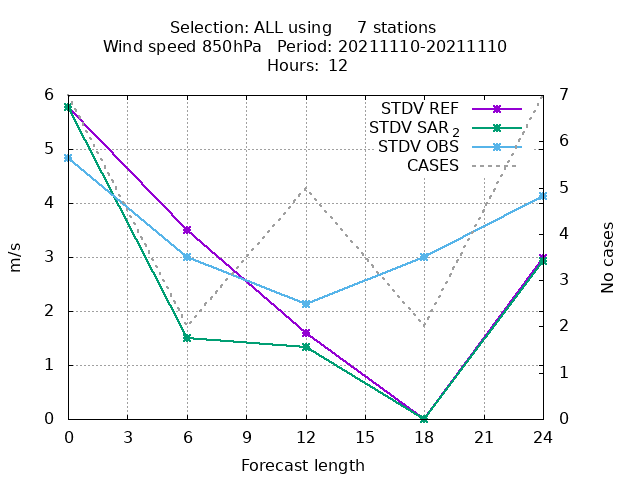 Selection: ALL using     7 stations
Wind speed 850hPa   Period: 20211110-20211110
Hours: 12
STDV REF
STDV SAR 2
STDV OBS
CASES
6
5
4
3
2
1
0
m/s
7
6
5
4
3
2
1
0
No cases
0 3 6 9 12 15 18 21 24
Forecast length